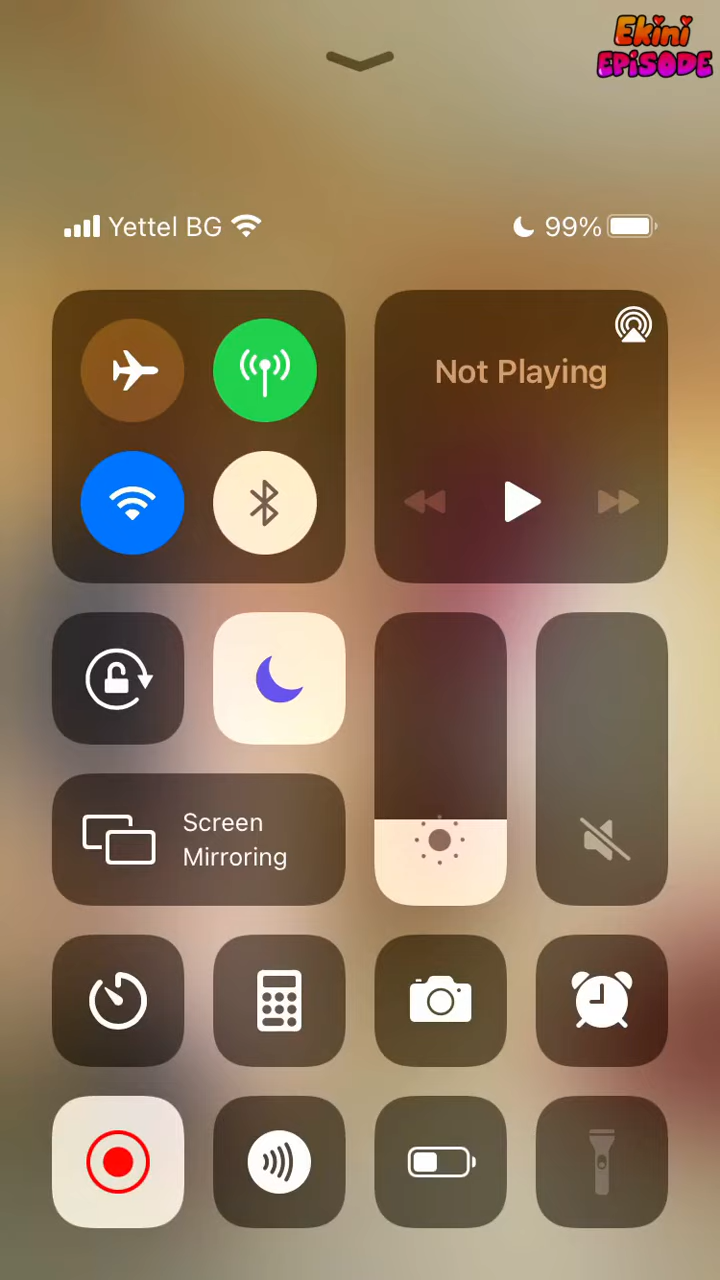 Ekini
EPiSODE
Yettel BG
99%
Not Playing
Screen
Mirroring